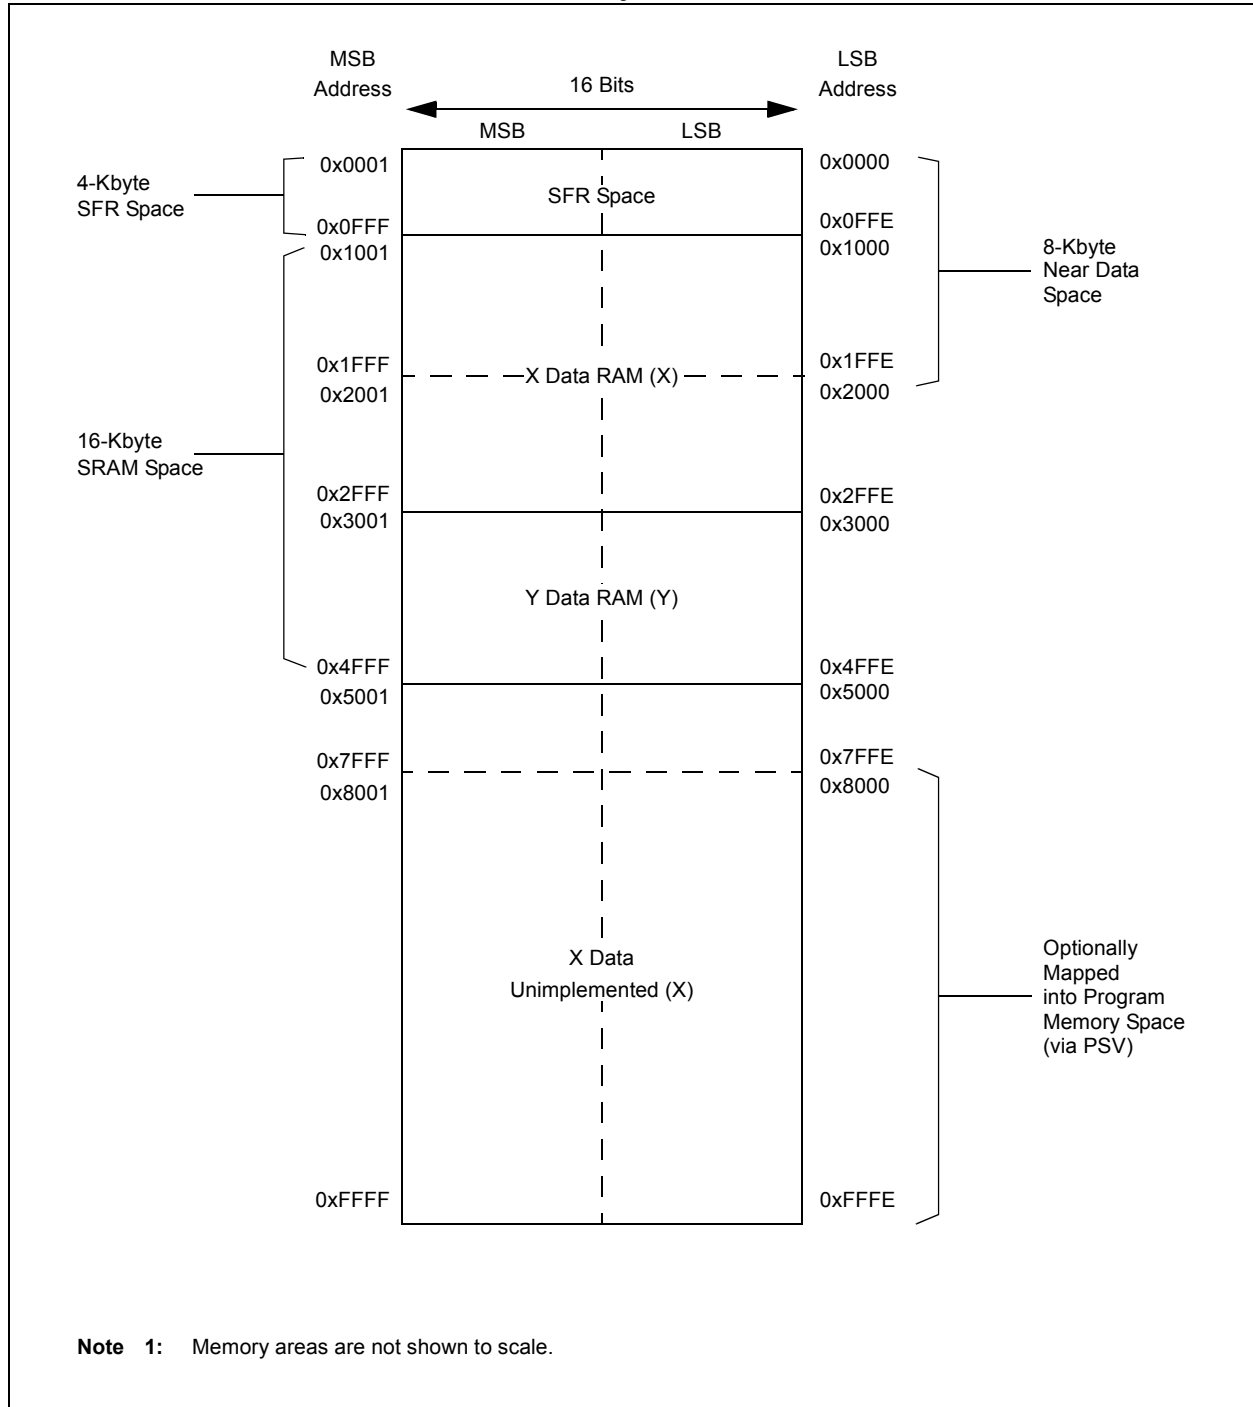 MSB
Address
16 Bits
LSB
Address
MSB
LSB
0x0001
0x0000
4-Kbyte
SFR Space
SFR Space
0x0FFF
0x0FFE
0x1001
0x1000
8-Kbyte
Near Data
Space
0x1FFF
0x1FFE
X Data RAM (X)
0x2001
0x2000
16-Kbyte
SRAM Space
0x2FFF
0x2FFE
0x3001
0x3000
Y Data RAM (Y)
0x4FFF
0x4FFE
0x5001
0x5000
0x7FFF
0x7FFE
0x8001
0x8000
X Data
Unimplemented (X)
Optionally
Mapped
into Program
Memory Space
(via PSV)
0xFFFF
0xFFFE
Note 1: Memory areas are not shown to scale.